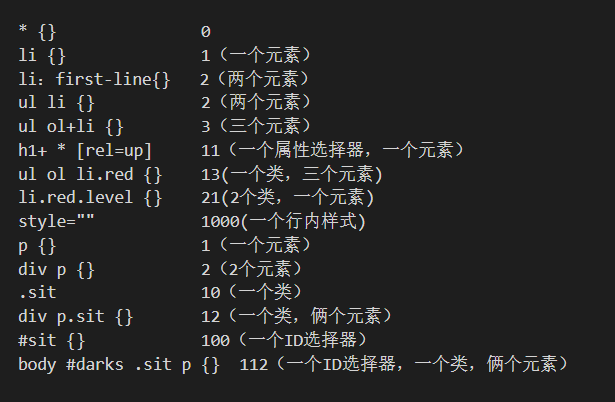 * {} 0
li {} 1（一个元素）
li：first-line{} 2（两个元素）
ul li {} 2（两个元素）
ul ol+li {} 3（三个元素）
h1+ * [rel=up] 11（一个属性选择器，一个元素）
ul ol li.red {} 13(一个类，三个元素)
li.red.level {} 21(2个类，一个元素)
style="" 1000(一个行内样式)
p {} 1（一个元素）
div p {} 2（2个元素）
.sit 10（一个类）
div p.sit {} 12（一个类，俩个元素）
#sit {} 100（一个ID选择器）
body #darks .sit p {} 112（一个ID选择器，一个类，俩个元素）